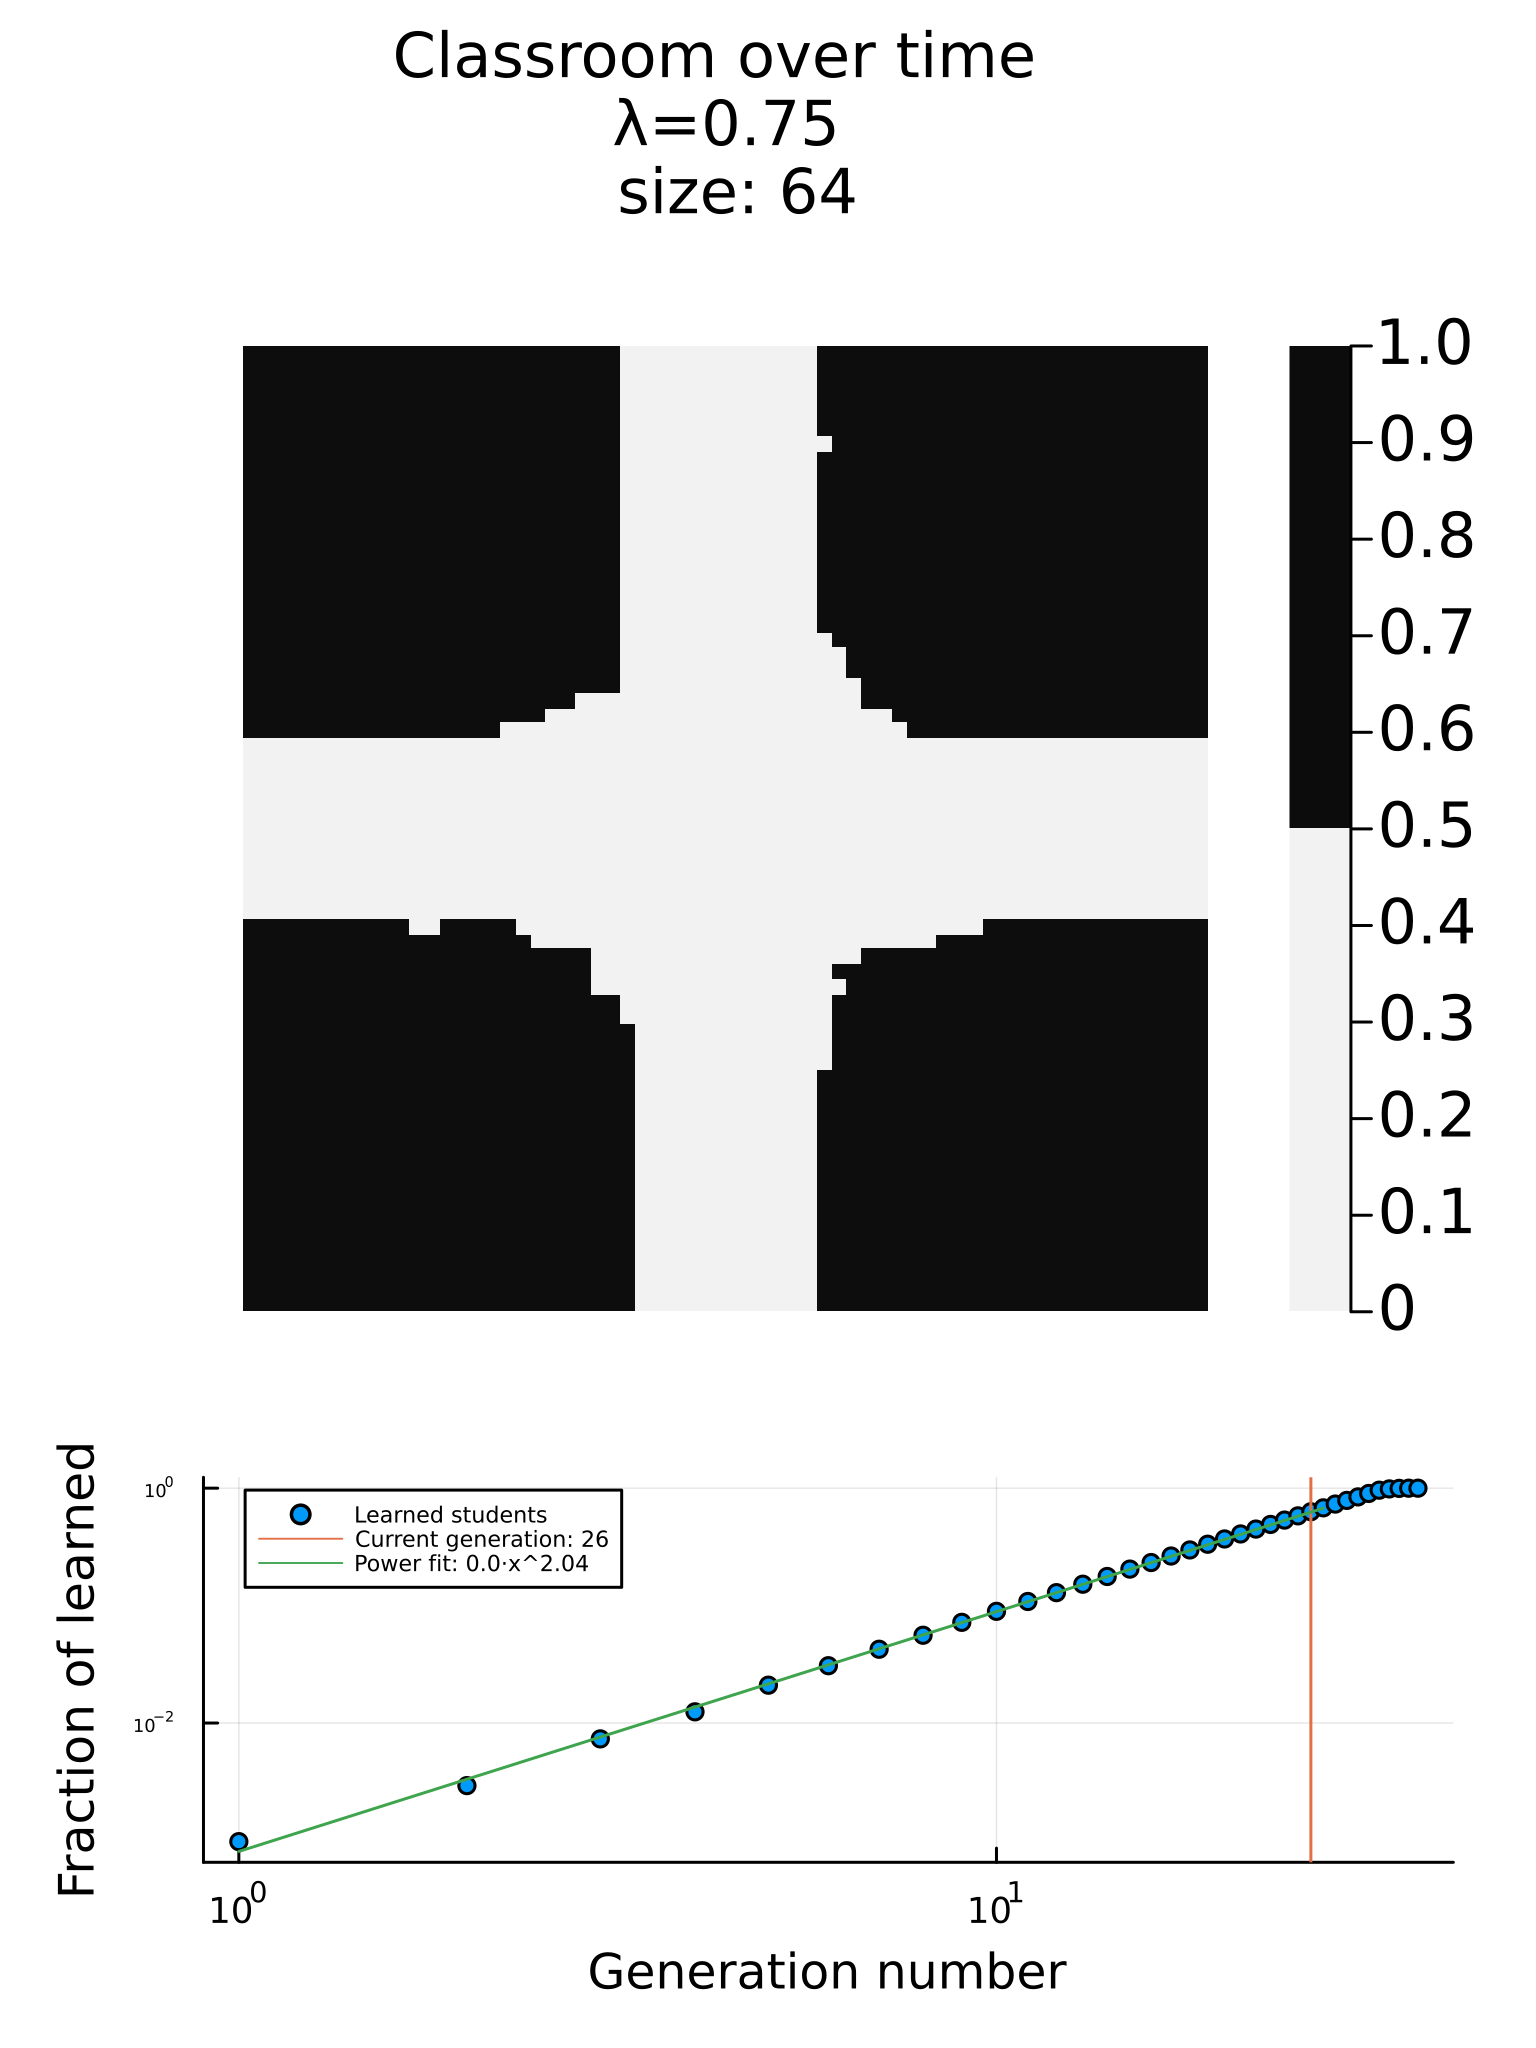 Classroom over time
λ=0.75
size: 64
1.0
0.9
0.8
0.7
0.6
0.5
0.4
0.3
0.2
0.1
0
Fraction of learned
10^0
10^-2
Learned students
Current generation: 26
Power fit: 0.0·x^2.04
10^0
10^1
Generation number